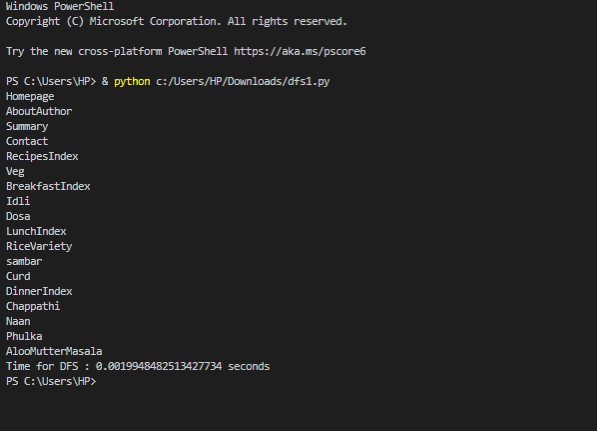 Windows PowerShell
Copyright (C) Microsoft Corporation. All rights reserved.
Try the new cross-platform PowerShell https://aka.ms/pscore6
PS C:\Users\HP> & python c:/Users/HP/Downloads/dfs1.py
Homepage
AboutAuthor
Summary
Contact
RecipesIndex
Veg
BreakfastIndex
Idli
Dosa
LunchIndex
RiceVariety
sambar
Curd
DinnerIndex
Chappathi
Naan
Phulka
AlooMutterMasala
Time for DFS : 0.0019948482513427734 seconds
PS C:\Users\HP>